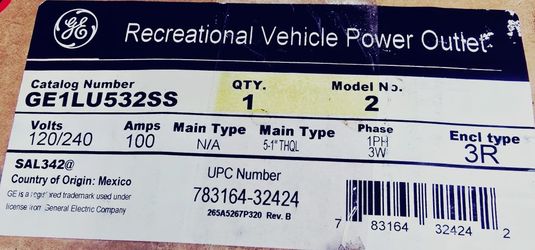 GE Recreational Vehicle Power Outlet
Catalog Number QTY. Model No.
GE1LU532SS 1 2
Volts Amps Main Type Main Type Phase Encl type
120/240 100 N/A 5-1" THQL 1PH 3R
3W
SAL342@
Country of Origin: Mexico
GE is a registered trademark used under
license from General Electric Company
UPC Number
783164-32424
265A5267P320 Rev. B
7 83164 32424 2